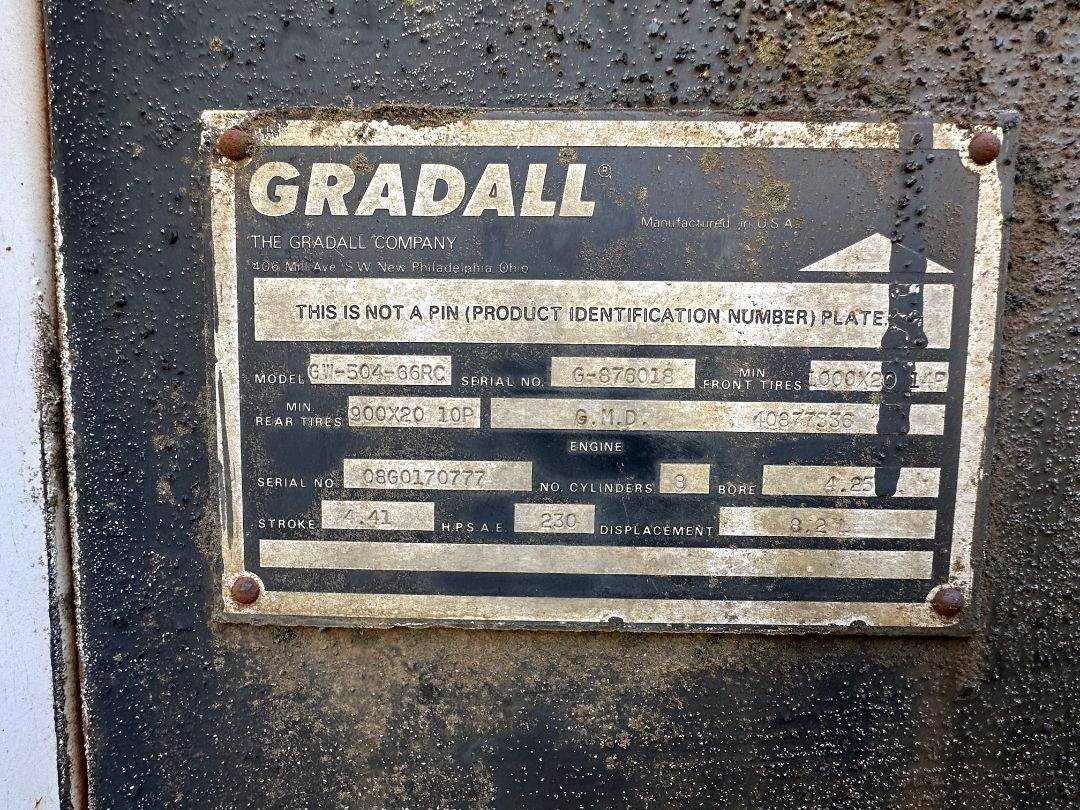 GRADALL®
Manufactured in U.S.A.
THE GRADALL COMPANY
406 Mill Ave. S.W. New Philadelphia Ohio
THIS IS NOT A PIN (PRODUCT IDENTIFICATION NUMBER) PLATE
MODEL GW-504-66RC SERIAL NO. G-876018 MIN FRONT TIRES 1000X20 14P
MIN REAR TIRES 900X20 10P G.M.D. 40877336
ENGINE
SERIAL NO 08G0170777 NO. CYLINDERS 8 BORE 4.25
STROKE 4.41 H.P.S.A.E. 230 DISPLACEMENT 8.2